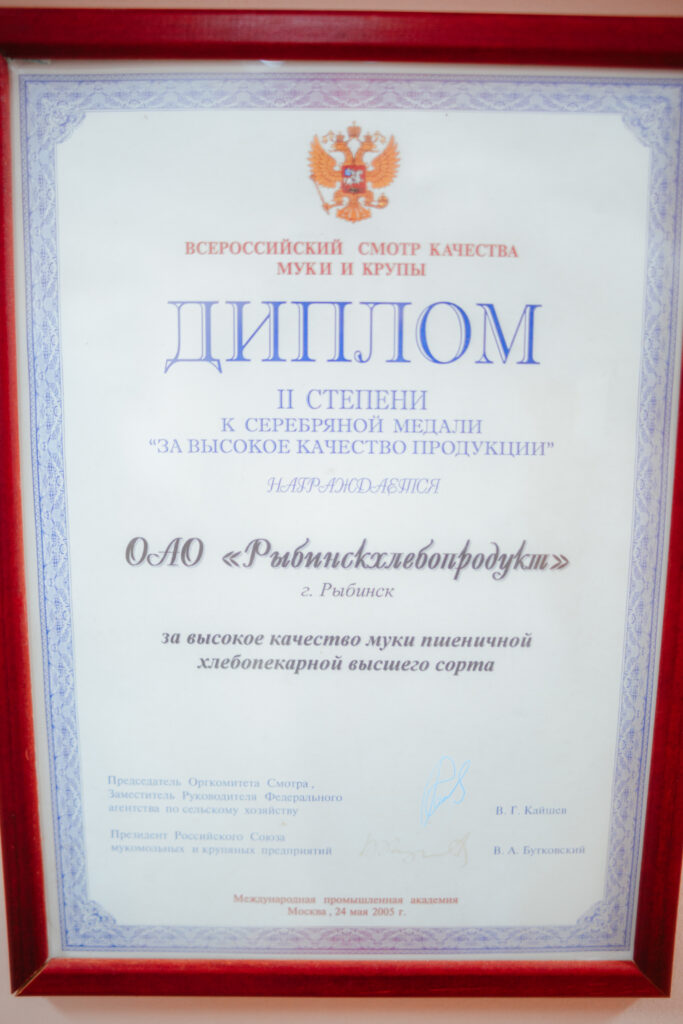 ВСЕРОССИЙСКИЙ СМОТР КАЧЕСТВА
МУКИ И КРУПЫ
ДИПЛОМ
II СТЕПЕНИ
К СЕРЕБРЯНОЙ МЕДАЛИ
“ЗА ВЫСОКОЕ КАЧЕСТВО ПРОДУКЦИИ”
НАГРАЖДАЕТСЯ
ОАО «Рыбинскхлебопродукт»
г. Рыбинск
за высокое качество муки пшеничной
хлебопекарной высшего сорта
Председатель Оргкомитета Смотра,
Заместитель Руководителя Федерального
агентства по сельскому хозяйству
В. Г. Кайшев
Президент Российского Союза
мукомольных и крупяных предприятий
В. А. Бутковский
Международная промышленная академия
Москва, 24 мая 2005 г.